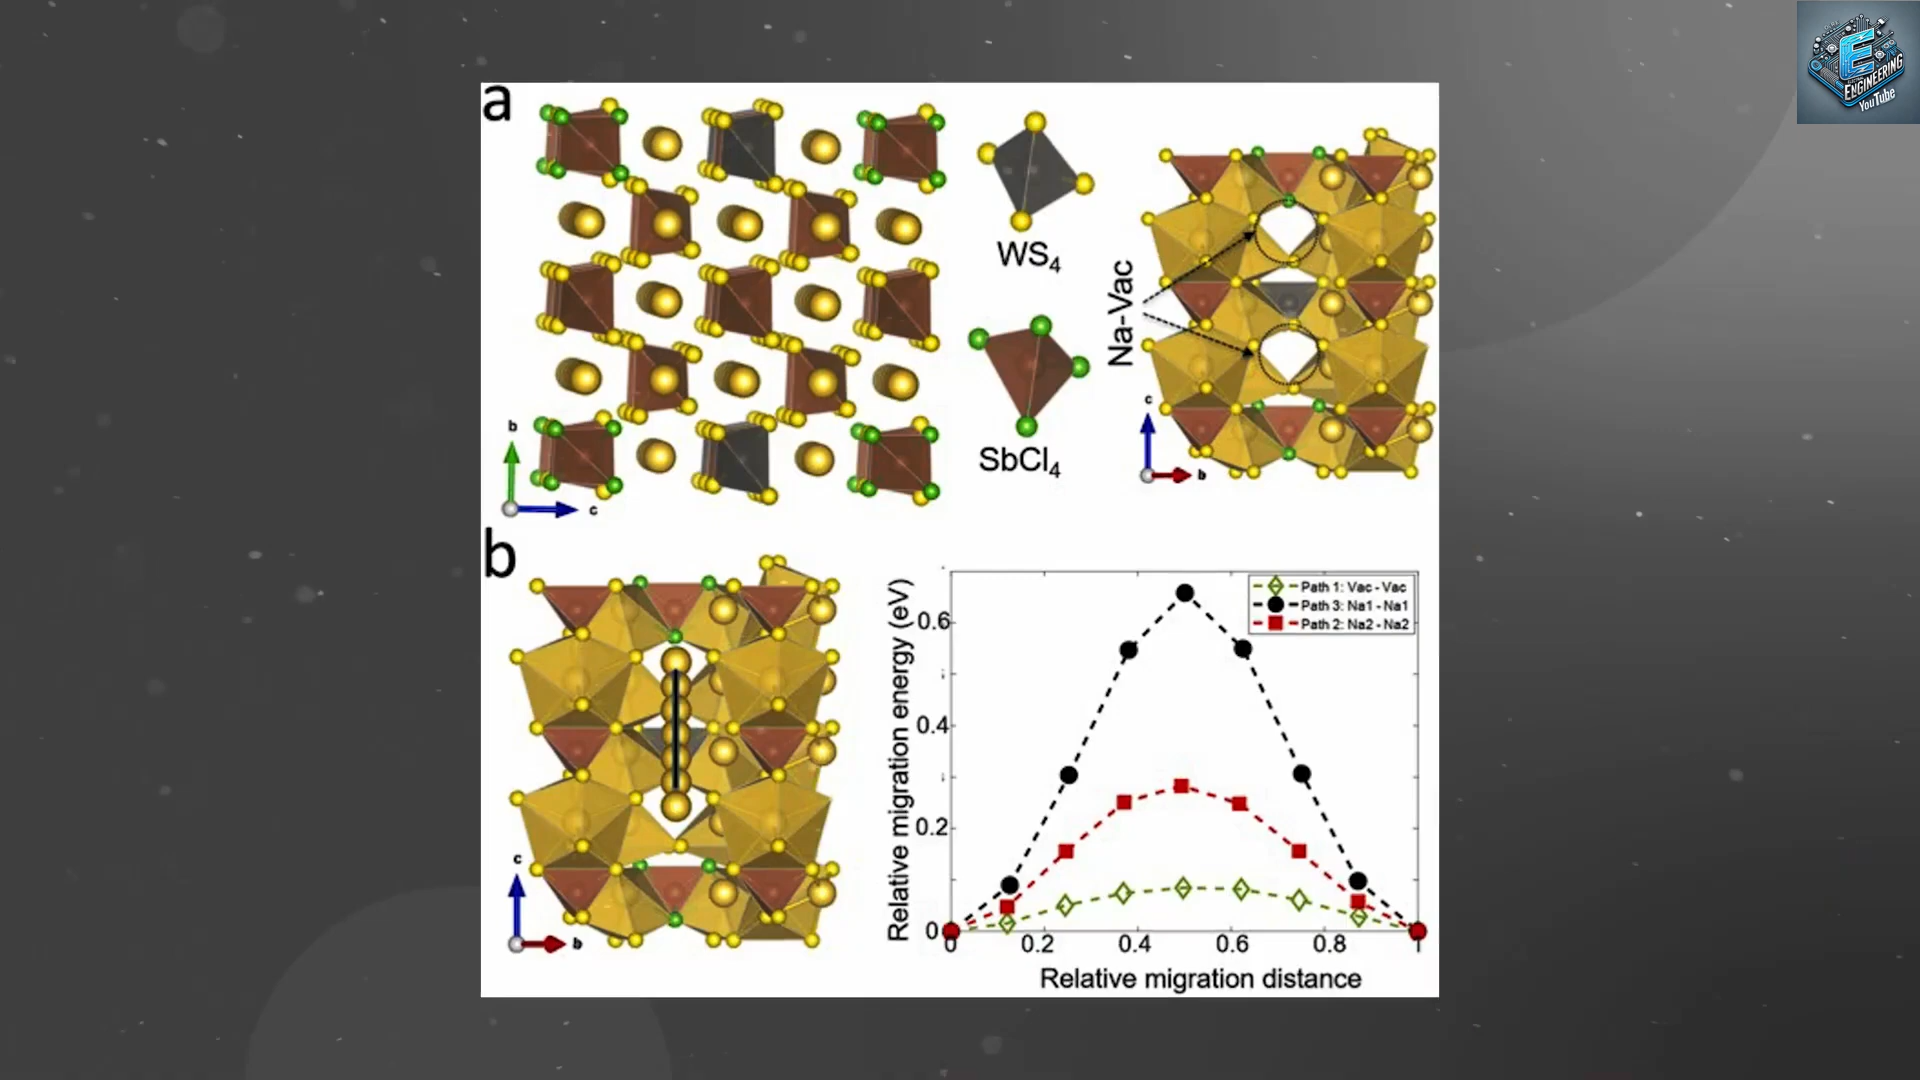 E
ENGINEERING
YouTube
a
WS4
SbCl4
Na-Vac
b
c
c
b
b
c
b
Relative migration energy (eV)
0.6
0.4
0.2
0
0
0.2
0.4
0.6
0.8
1
Relative migration distance
Path 1: Vac - Vac
Path 3: Na1 - Na1
Path 2: Na2 - Na2